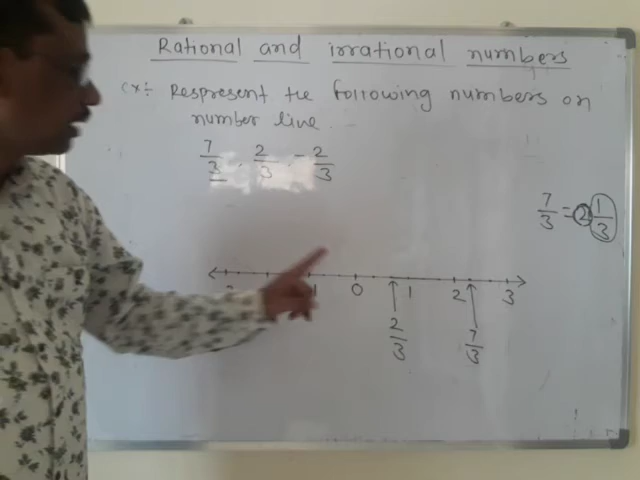 Rational and irrational numbers
Ex:- Respresent the following numbers on
number line.
7/3, 2/3, -2/3
7/3 = 2 1/3
0 1 2 3
2/3 7/3